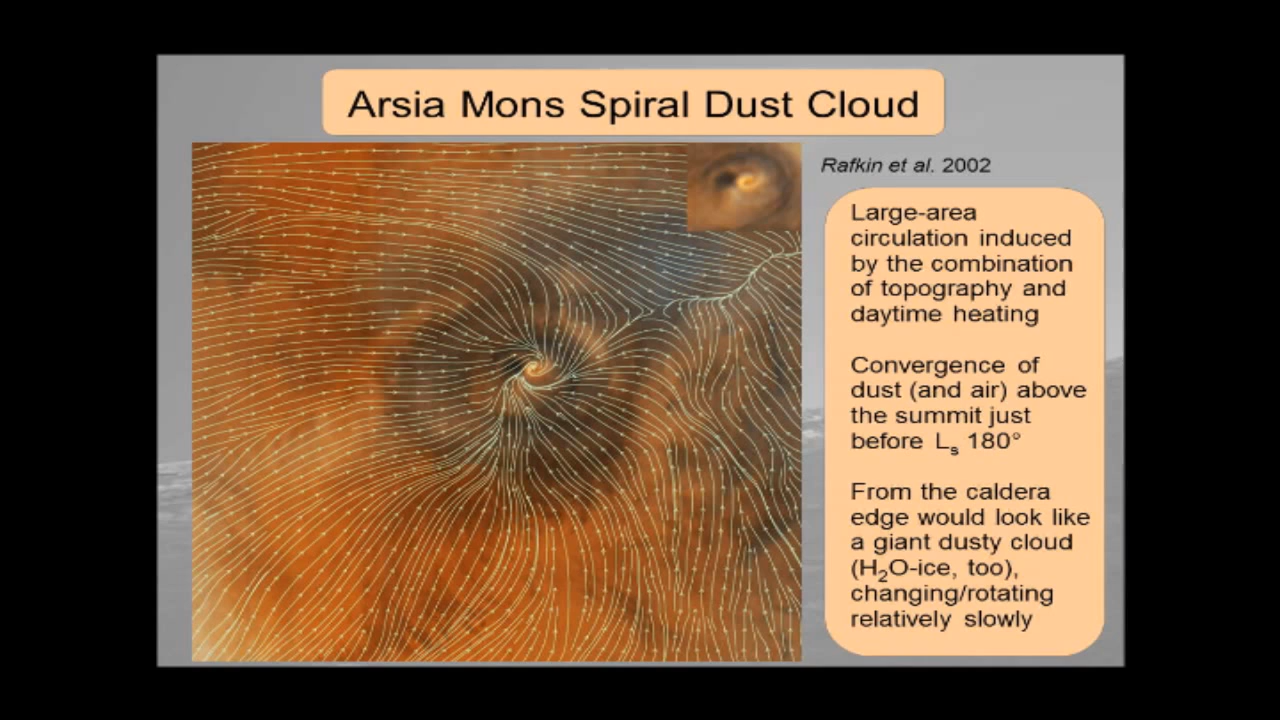 Arsia Mons Spiral Dust Cloud
Rafkin et al. 2002
Large-area
circulation induced
by the combination
of topography and
daytime heating
Convergence of
dust (and air) above
the summit just
before Ls 180°
From the caldera
edge would look like
a giant dusty cloud
(H2O-ice, too),
changing/rotating
relatively slowly